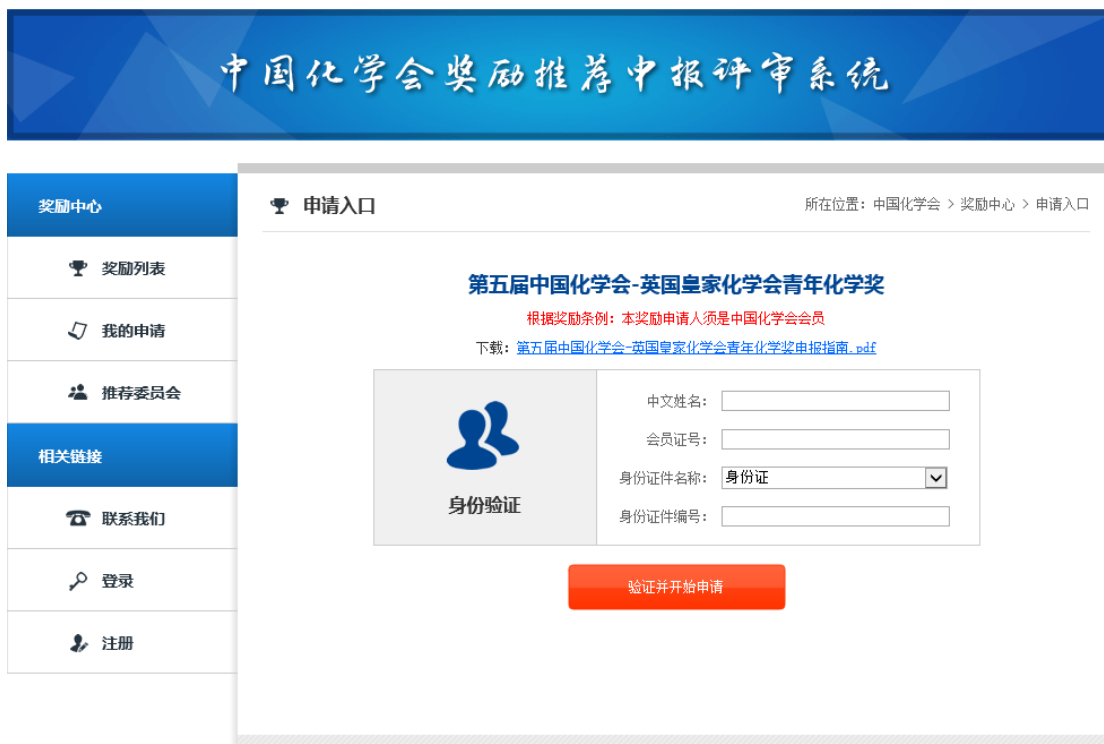 中国化学会奖励推荐申报评审系统
奖励中心
奖励列表
我的申请
推荐委员会
相关链接
联系我们
登录
注册
申请入口
所在位置：中国化学会 > 奖励中心 > 申请入口
第五届中国化学会-英国皇家化学会青年化学奖
根据奖励条例：本奖励申请人须是中国化学会会员
下载：第五届中国化学会-英国皇家化学会青年化学奖申报指南.pdf
身份验证
中文姓名：
会员证号：
身份证件名称：身份证
身份证件编号：
验证并开始申请